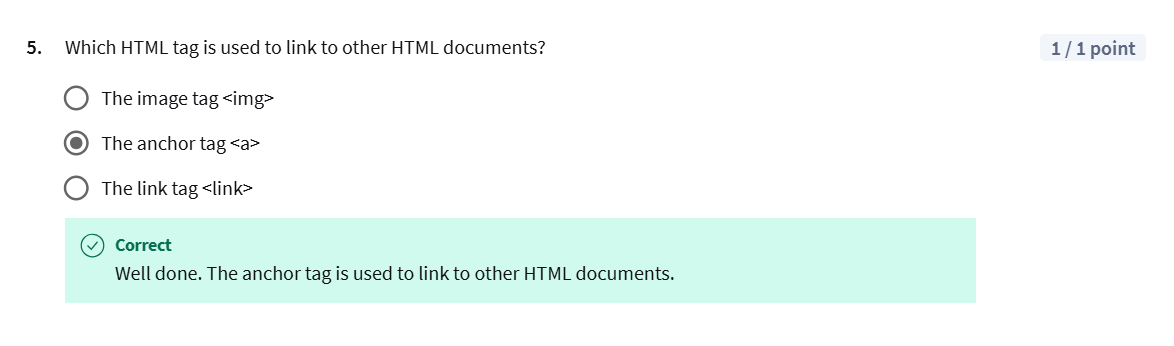 5. Which HTML tag is used to link to other HTML documents? 1 / 1 point
The image tag <img>
The anchor tag <a>
The link tag <link>
Correct
Well done. The anchor tag is used to link to other HTML documents.